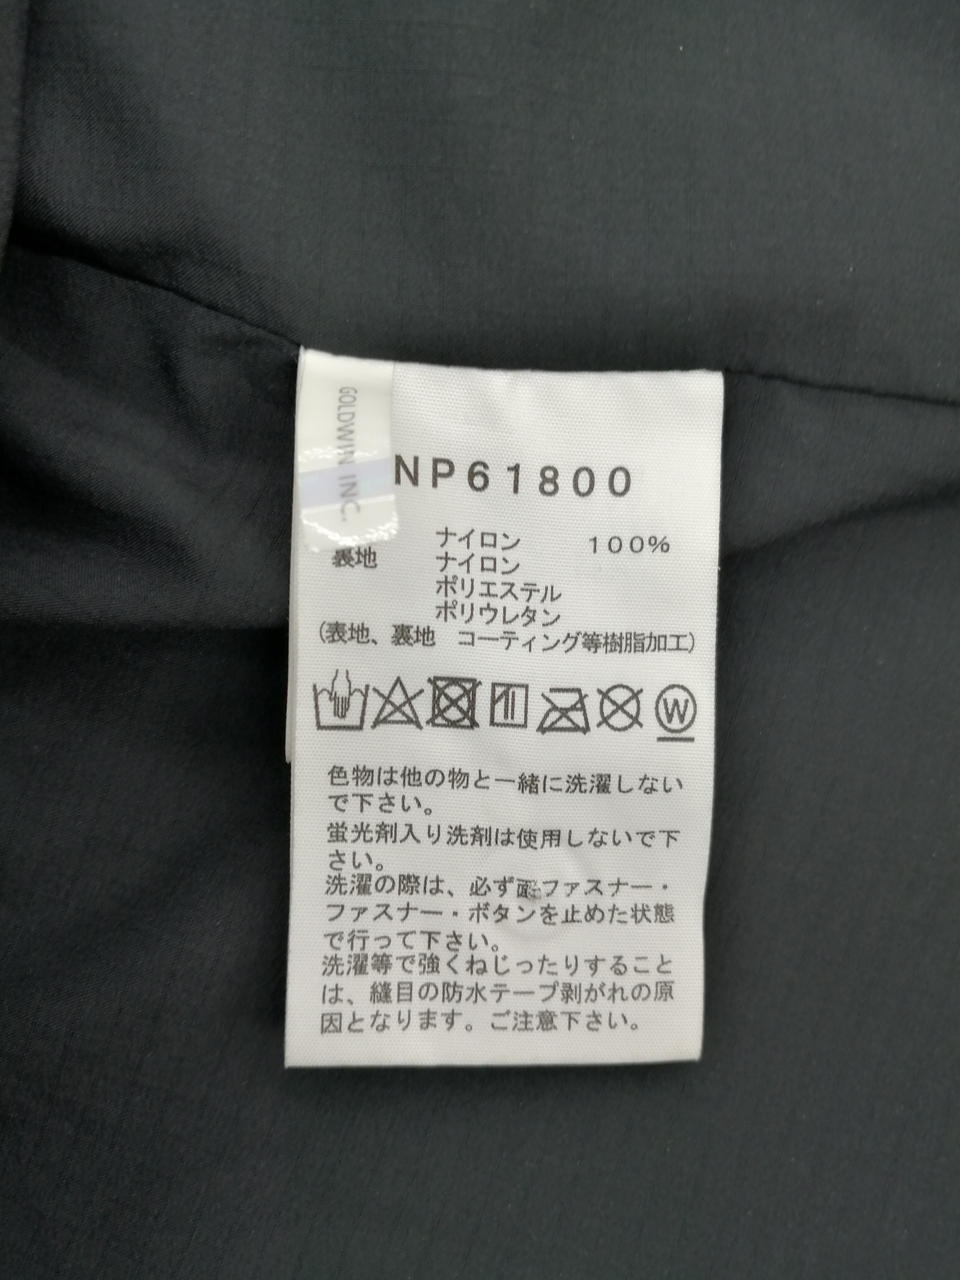 GOLDWIN INC.
NP61800
ナイロン 100%
裏地 ナイロン
ポリエステル
ポリウレタン
(表地、裏地 コーティング等樹脂加工)
W
色物は他の物と一緒に洗濯しない
で下さい。
蛍光剤入り洗剤は使用しないで下
さい。
洗濯の際は、必ず面ファスナー・
ファスナー・ボタンを止めた状態
で行って下さい。
洗濯等で強くねじったりすること
は、縫目の防水テープ剥がれの原
因となります。ご注意下さい。